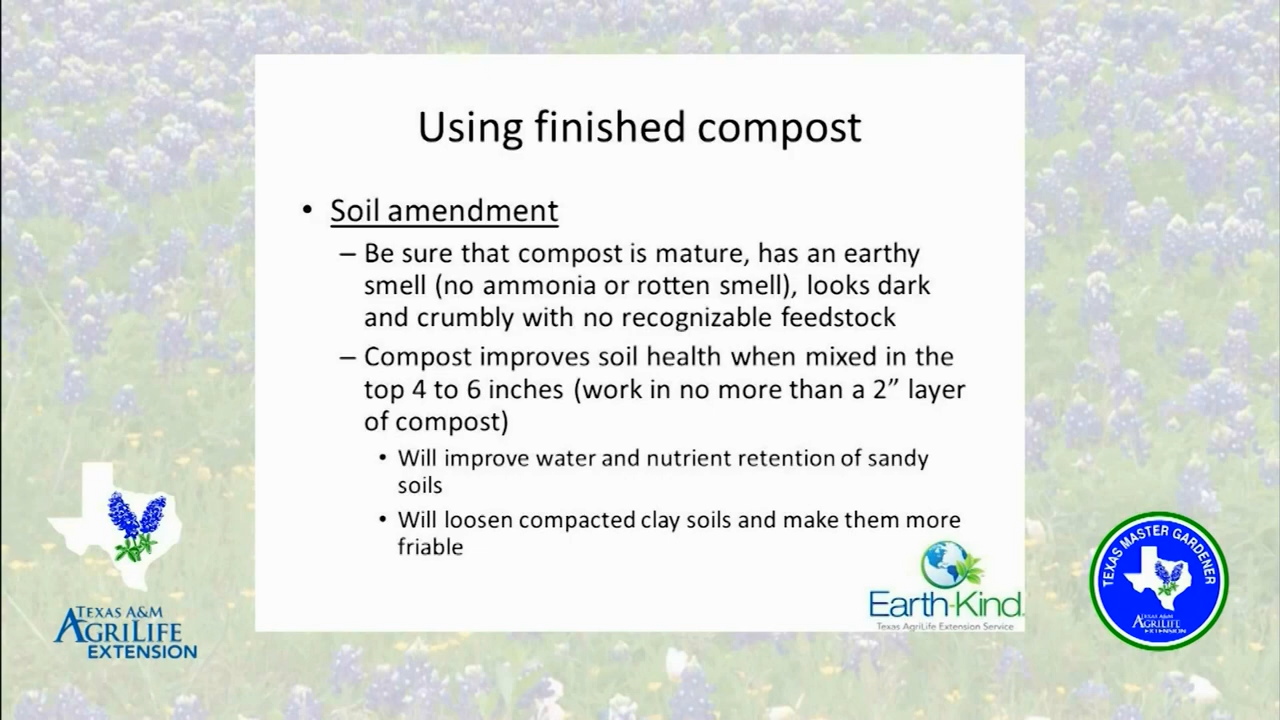 Using finished compost
• Soil amendment
– Be sure that compost is mature, has an earthy
smell (no ammonia or rotten smell), looks dark
and crumbly with no recognizable feedstock
– Compost improves soil health when mixed in the
top 4 to 6 inches (work in no more than a 2” layer
of compost)
• Will improve water and nutrient retention of sandy
soils
• Will loosen compacted clay soils and make them more
friable
Earth-Kind
Texas AgriLife Extension Service
TEXAS A&M
AGRILIFE
EXTENSION
TEXAS MASTER GARDENER
TEXAS A&M
AGRILIFE
EXTENSION